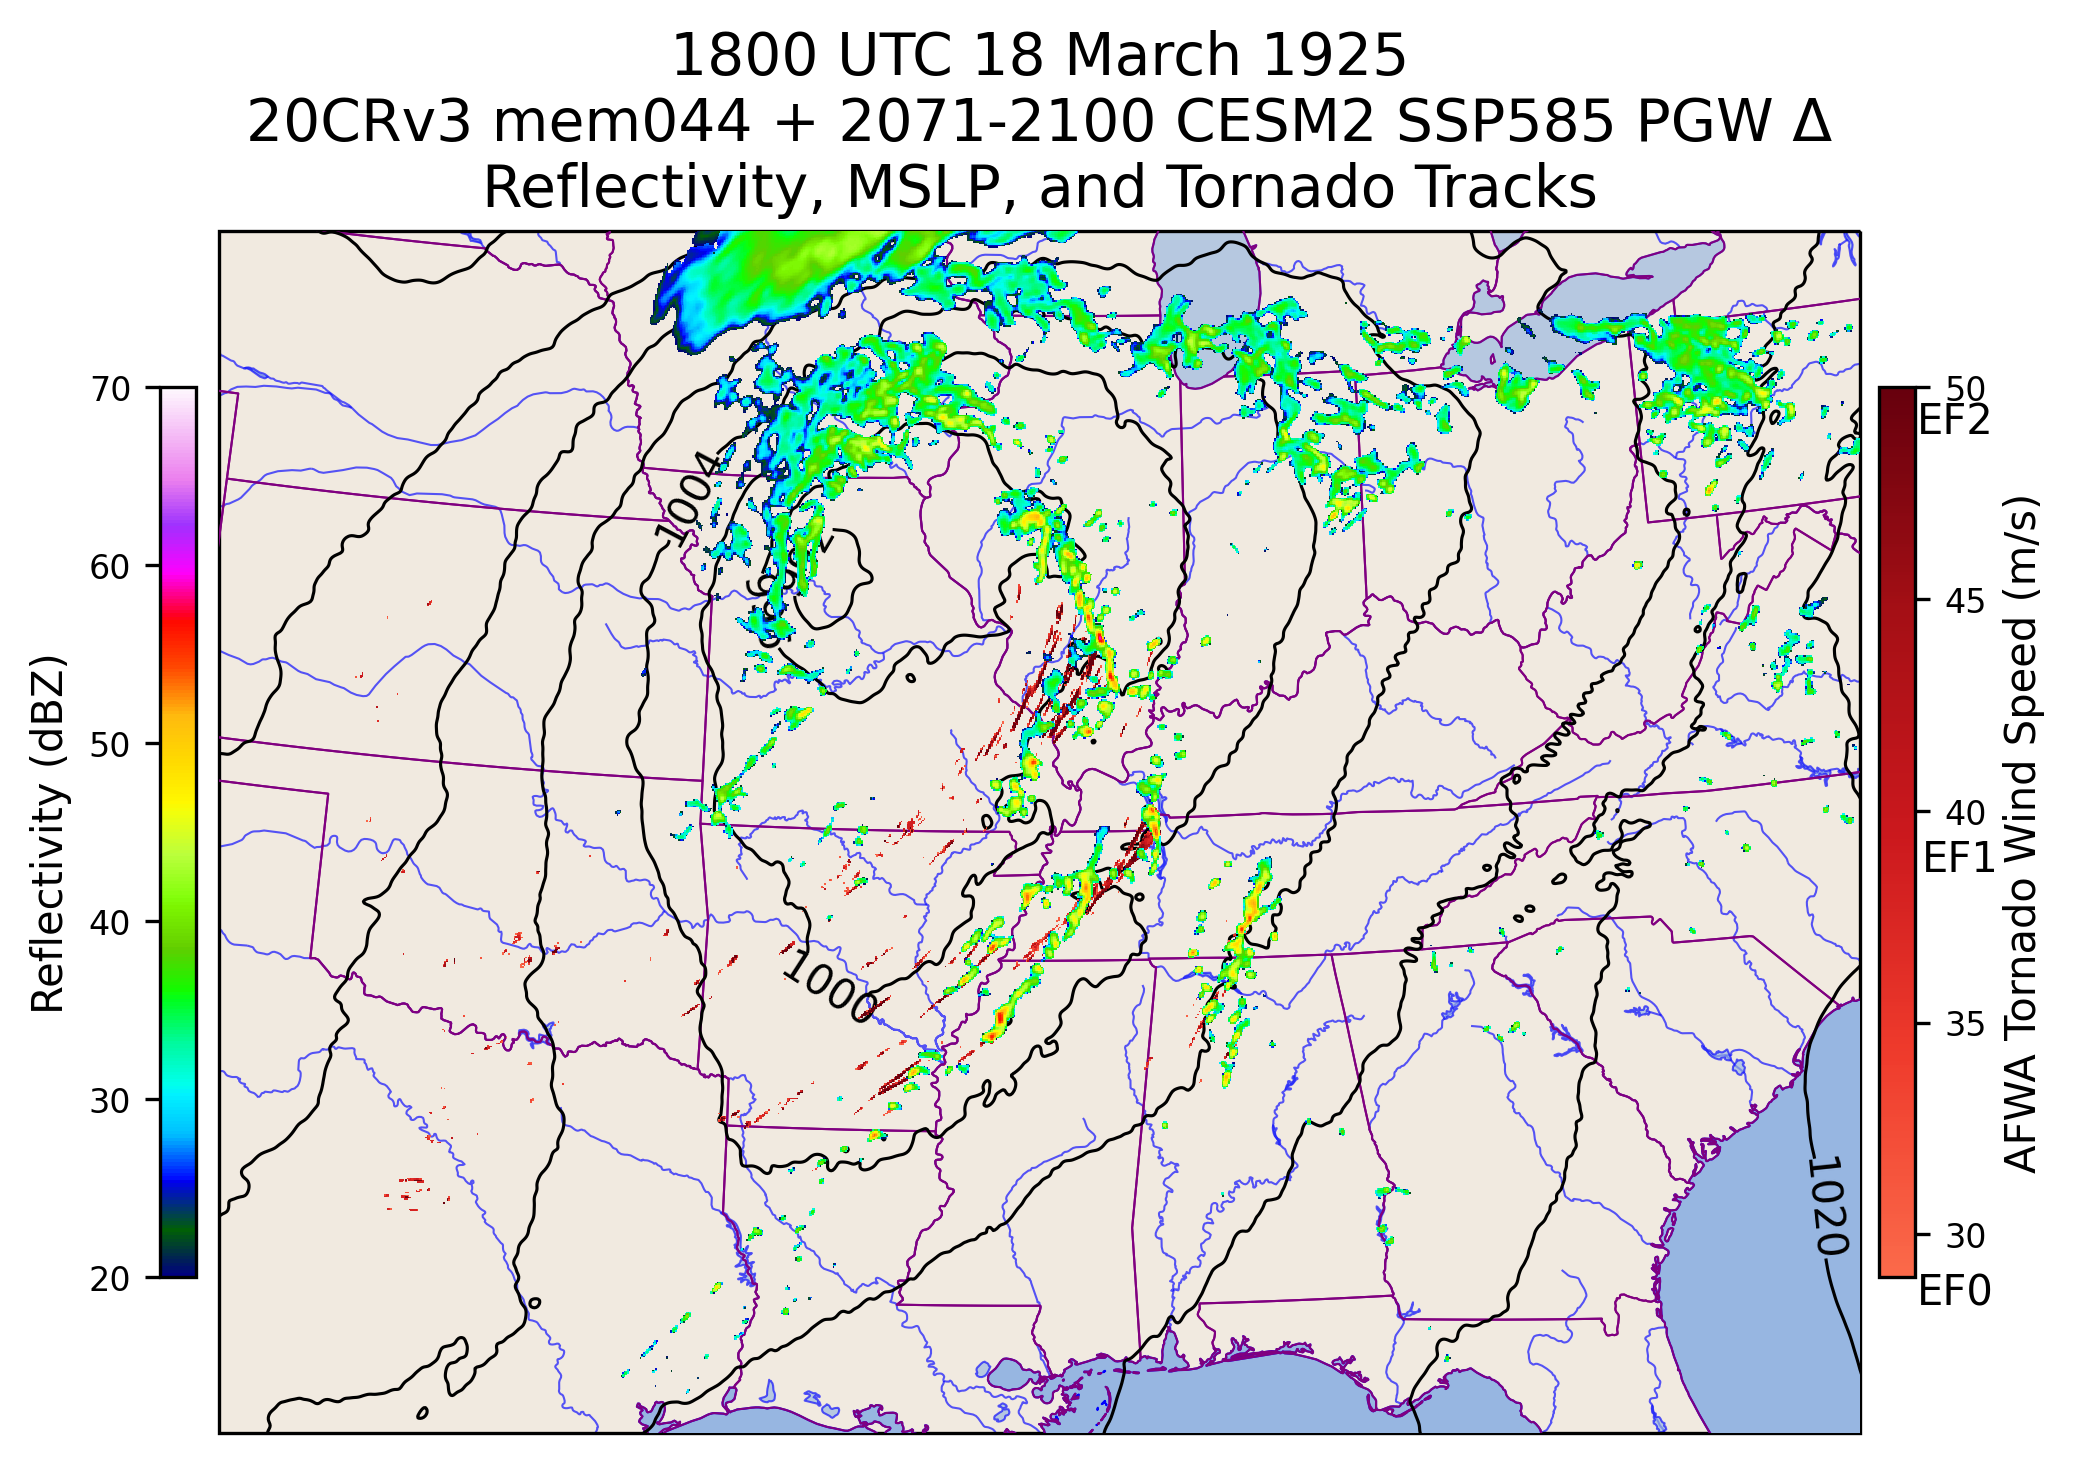 1800 UTC 18 March 1925
20CRv3 mem044 + 2071-2100 CESM2 SSP585 PGW Δ
Reflectivity, MSLP, and Tornado Tracks
Reflectivity (dBZ)
70
60
50
40
30
20
1004
1000
1020
50
EF2
45
40
EF1
35
30
EF0
AFWA Tornado Wind Speed (m/s)